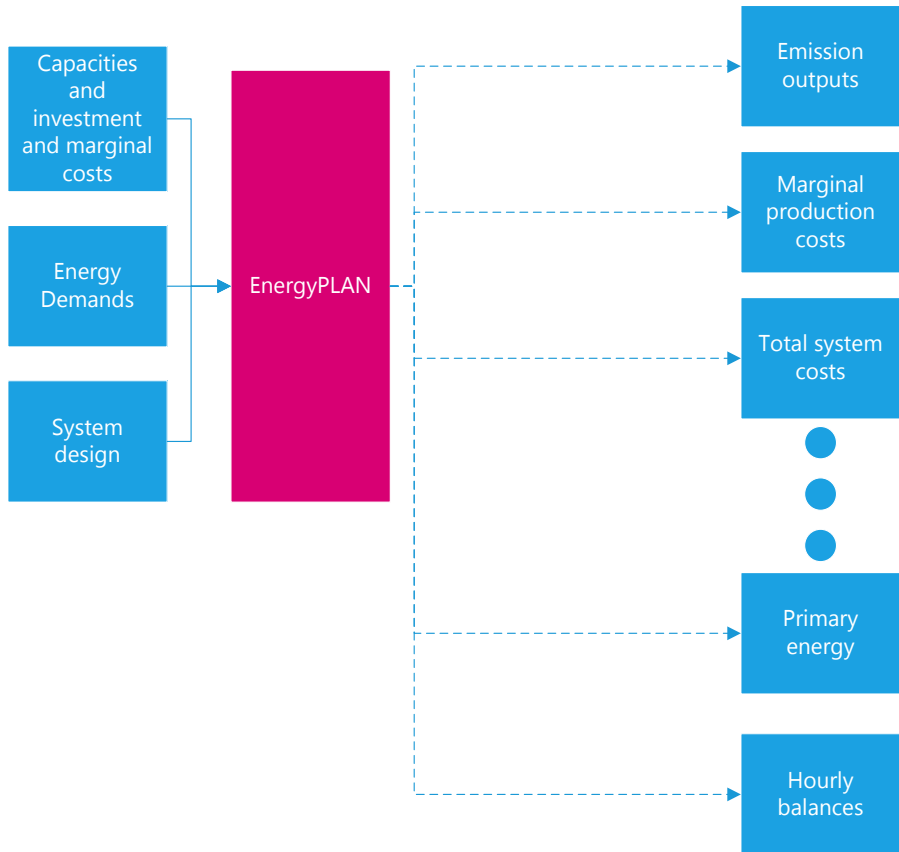 Capacities
and
investment
and marginal
costs
Energy
Demands
System
design
EnergyPLAN
Emission
outputs
Marginal
production
costs
Total system
costs
Primary
energy
Hourly
balances